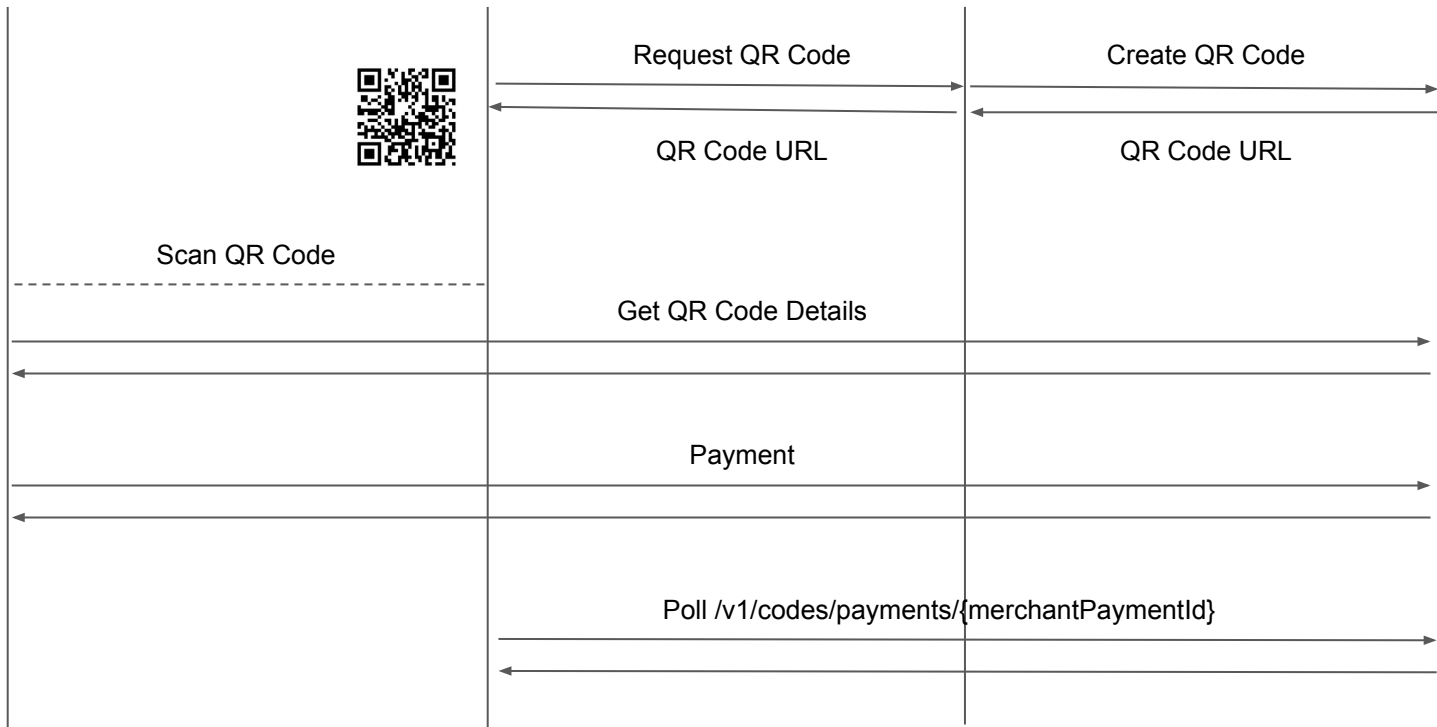 Request QR Code
Create QR Code
QR Code URL
QR Code URL
Scan QR Code
Get QR Code Details
Payment
Poll /v1/codes/payments/{merchantPaymentId}